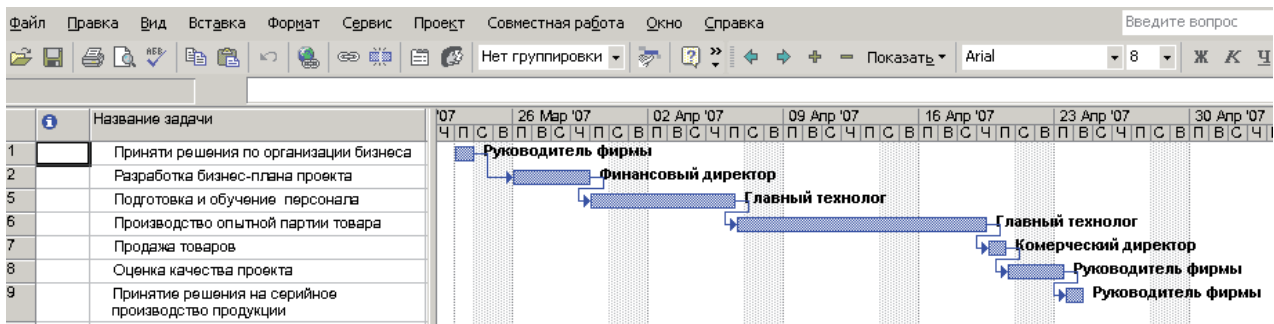 Файл Правка Вид Вставка Формат Сервис Проект Совместная работа Окно Справка Введите вопрос
Нет группировки Показать Arial 8 Ж К Ч
Название задачи '07 26 Мар '07 02 Апр '07 09 Апр '07 16 Апр '07 23 Апр '07 30 Апр '07
Ч П С В П В С Ч П С В П В С Ч П С В П В С Ч П С В П В С Ч П С В П В С Ч П С В П В С Ч
1 Приняти решения по организации бизнеса Руководитель фирмы
2 Разработка бизнес-плана проекта Финансовый директор
5 Подготовка и обучение персонала Главный технолог
6 Производство опытной партии товара Главный технолог
7 Продажа товаров Комерческий директор
8 Оценка качества проекта Руководитель фирмы
9 Принятие решения на серийное Руководитель фирмы
производство продукции